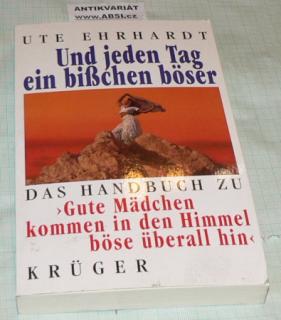 ANTIKVARIÁT
www.ABSI.cz
UTE EHRHARDT
Und jeden Tag
ein bißchen böser
DAS HANDBUCH ZU
›Gute Mädchen
kommen in den Himmel
böse überall hin‹
KRÜGER